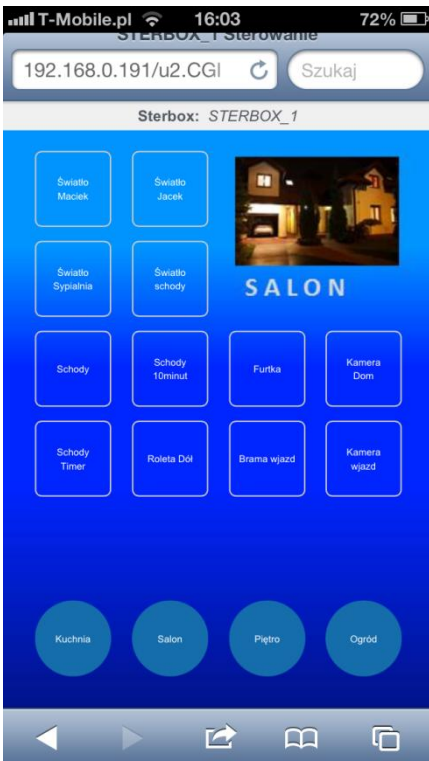 T-Mobile.pl 16:03 72%
STERBOX_1 Sterowanie
192.168.0.191/u2.CGI Szukaj
Sterbox: STERBOX_1
Światło Maciek
Światło Jacek
Światło Sypialnia
Światło schody
SALON
Schody
Schody 10minut
Furtka
Kamera Dom
Schody Timer
Roleta Dół
Brama wjazd
Kamera wjazd
Kuchnia
Salon
Piętro
Ogród